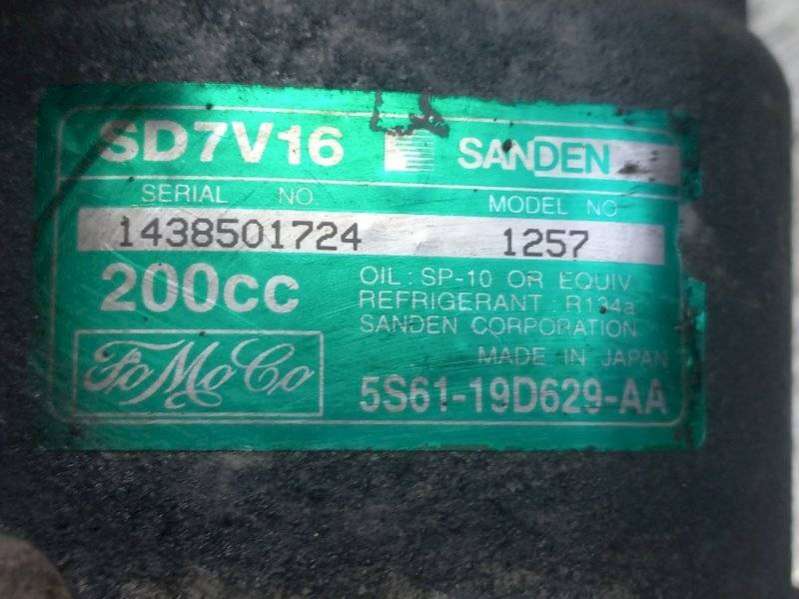 SD7V16 SANDEN
SERIAL NO. MODEL NO
1438501724 1257
200cc
OIL : SP-10 OR EQUIV
REFRIGERANT : R134a
SANDEN CORPORATION
MADE IN JAPAN
FoMoCo
5S61-19D629-AA